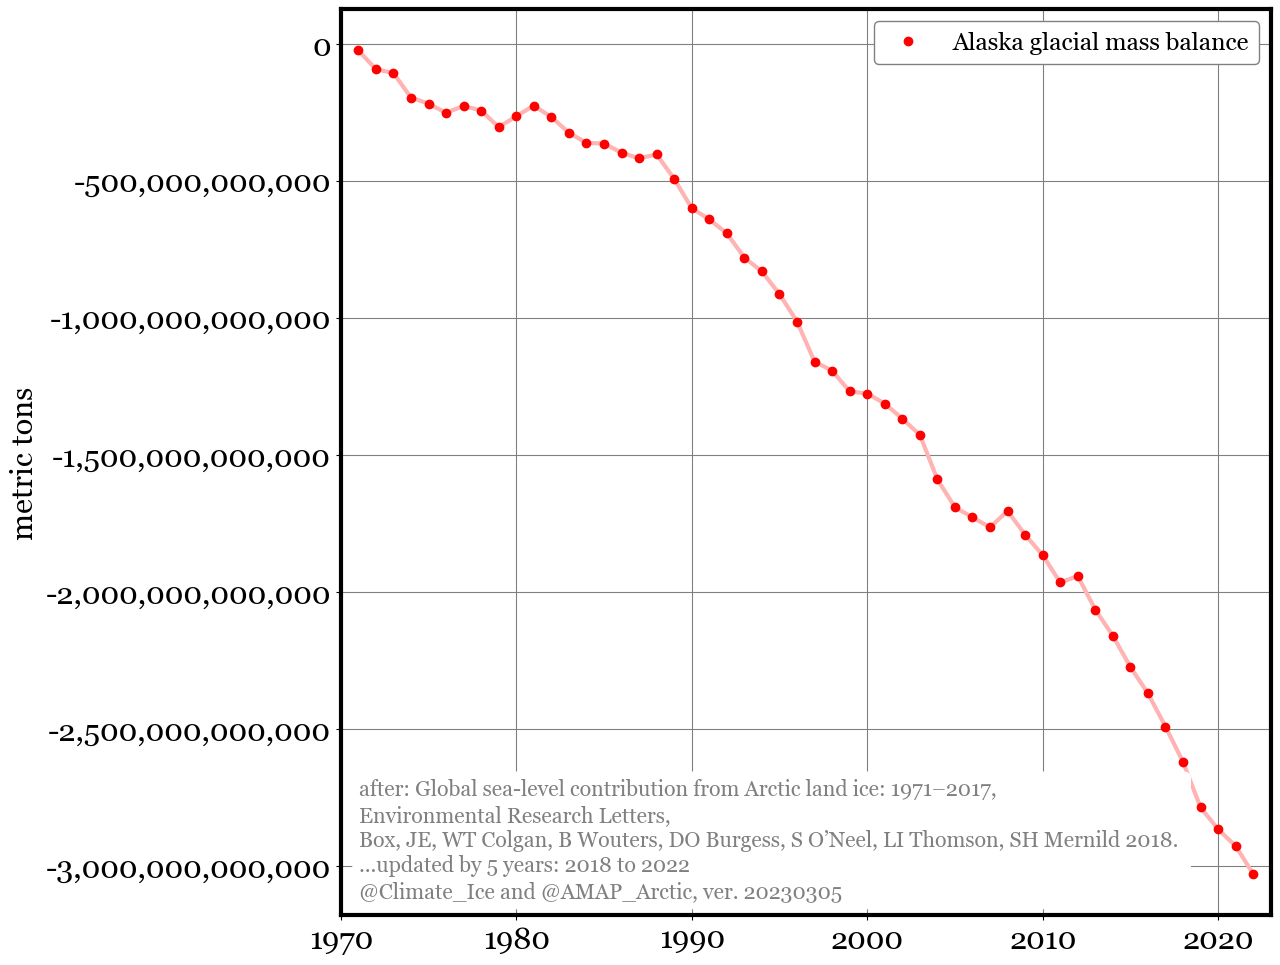 Alaska glacial mass balance
0
-500,000,000,000
-1,000,000,000,000
-1,500,000,000,000
-2,000,000,000,000
-2,500,000,000,000
-3,000,000,000,000
metric tons
after: Global sea-level contribution from Arctic land ice: 1971–2017,
Environmental Research Letters,
Box, JE, WT Colgan, B Wouters, DO Burgess, S O’Neel, LI Thomson, SH Mernild 2018.
...updated by 5 years: 2018 to 2022
@Climate_Ice and @AMAP_Arctic, ver. 20230305
1970 1980 1990 2000 2010 2020